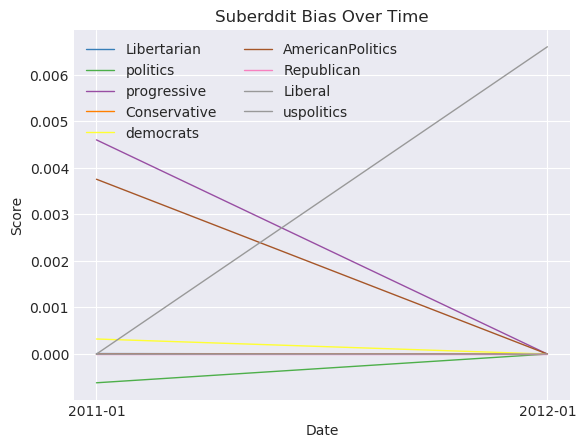 Suberddit Bias Over Time
Libertarian
politics
progressive
Conservative
democrats
AmericanPolitics
Republican
Liberal
uspolitics
0.006
0.005
0.004
0.003
0.002
0.001
0.000
Score
2011-01
2012-01
Date